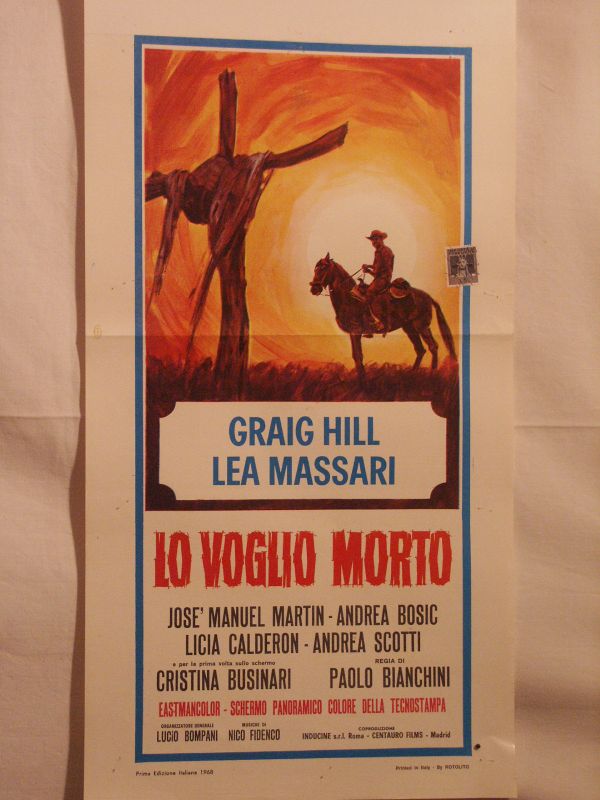 GRAIG HILL
LEA MASSARI
LO VOGLIO MORTO
JOSE' MANUEL MARTIN - ANDREA BOSIC
LICIA CALDERON - ANDREA SCOTTI
e per la prima volta sullo schermo
CRISTINA BUSINARI
REGIA DI
PAOLO BIANCHINI
EASTMANCOLOR - SCHERMO PANORAMICO COLORE DELLA TECNOSTAMPA
ORGANIZZATORE GENERALE
LUCIO BOMPANI
MUSICHE DI
NICO FIDENCO
COPRODUZIONE
INDUCINE s.r.l. Roma - CENTAURO FILMS - Madrid
Prima Edizione Italiana 1968
Printed in Italy - By ROTOLITO